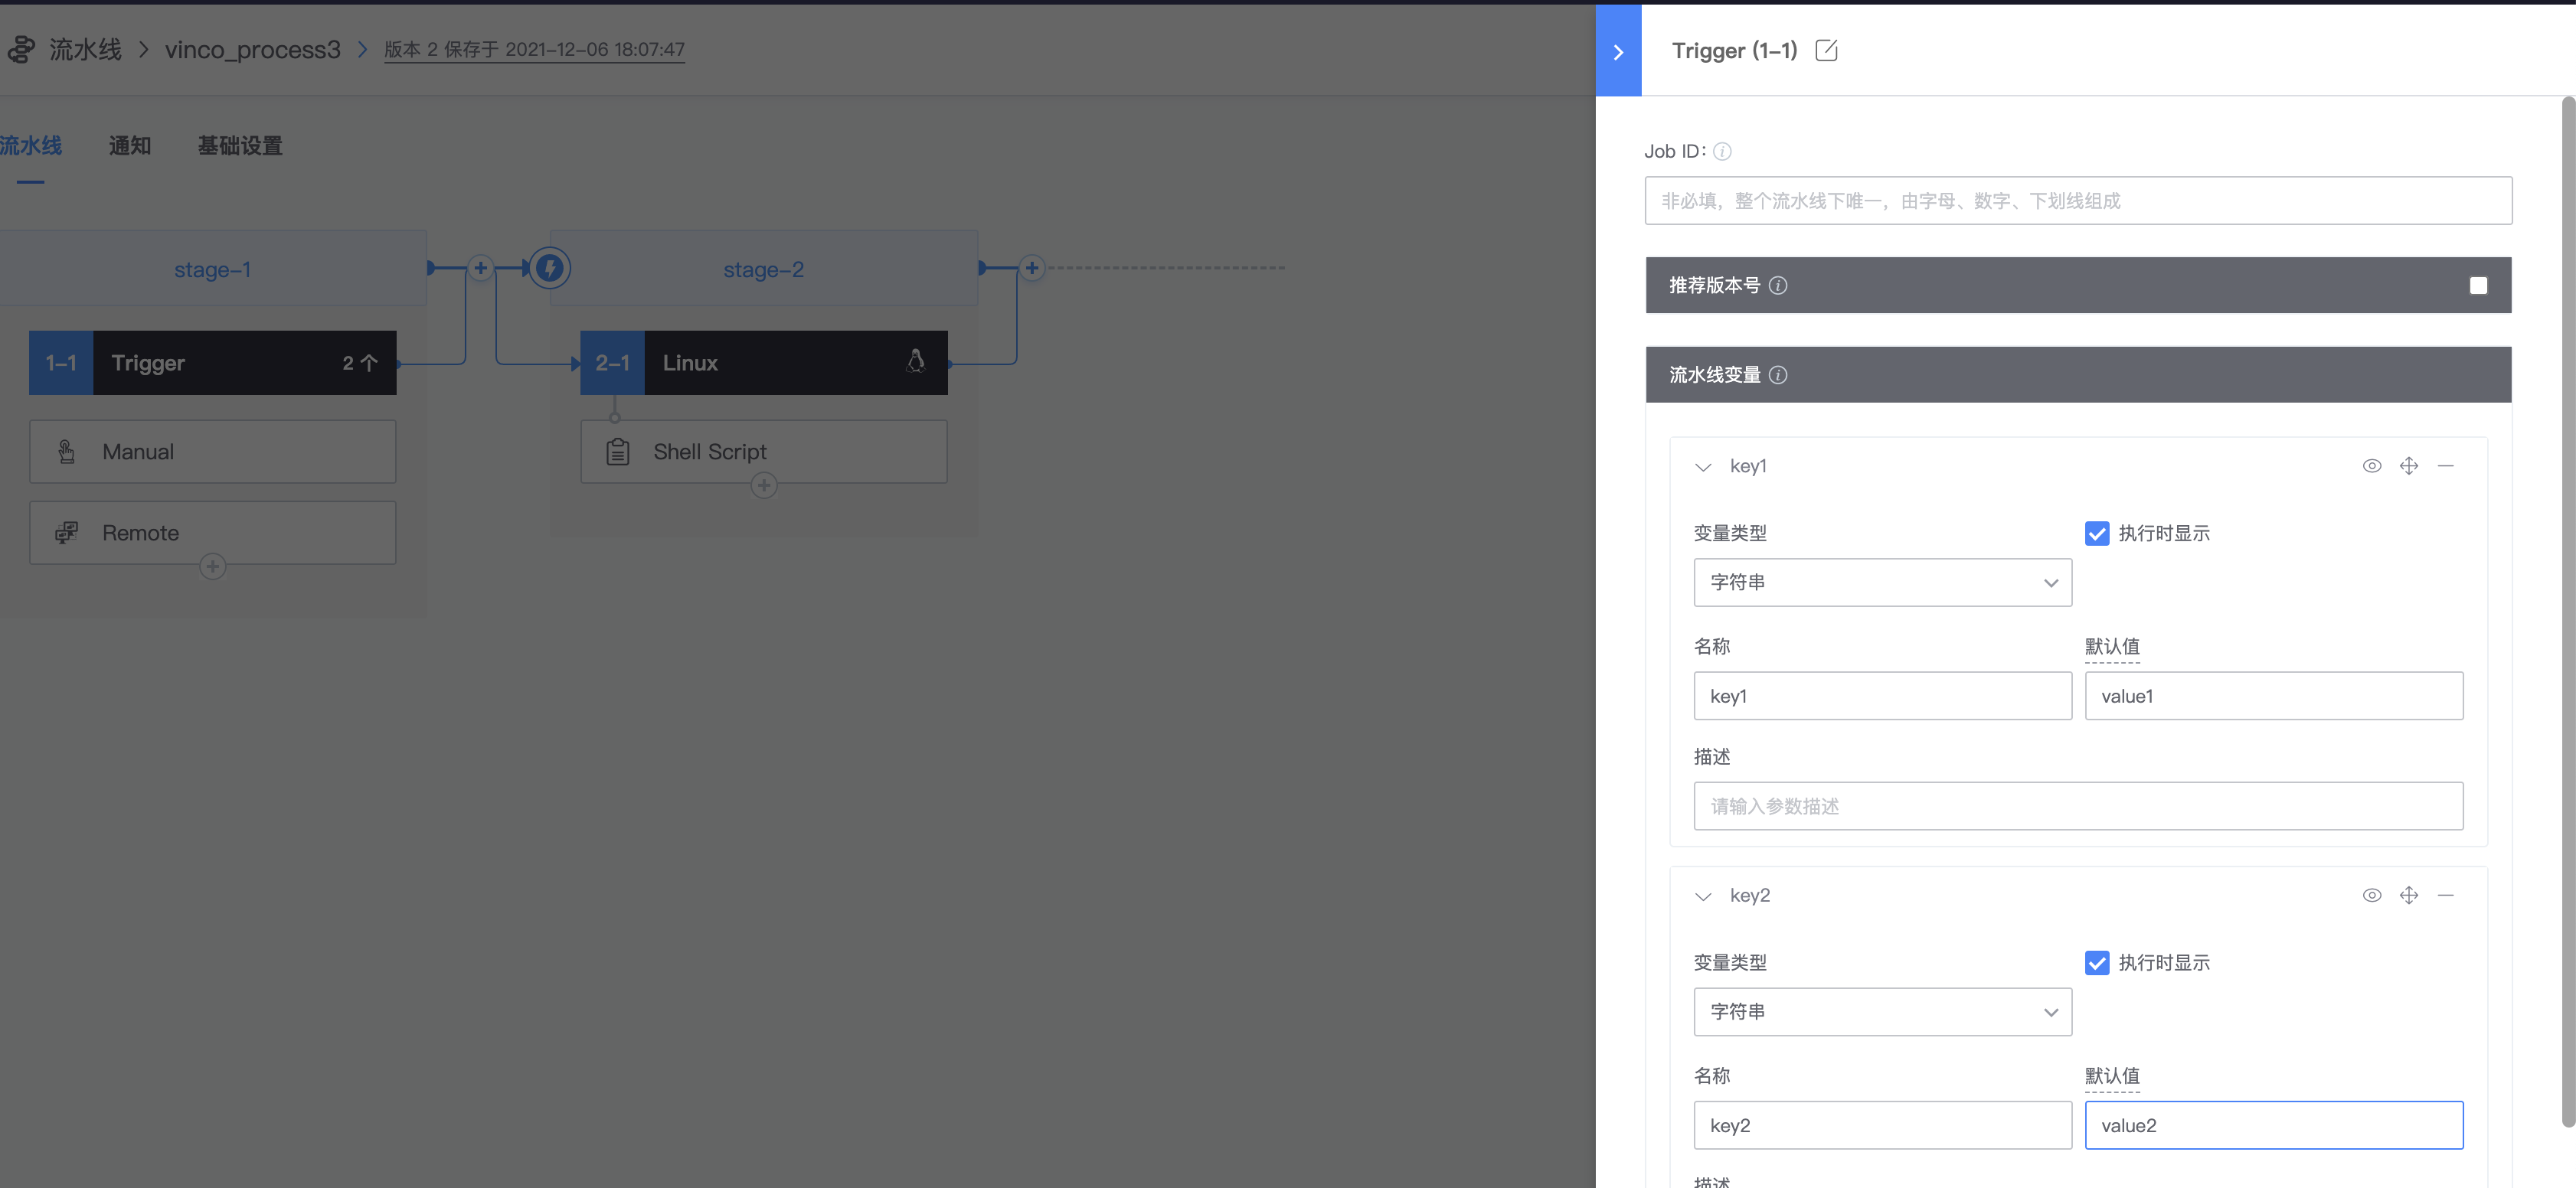 流水线 > vinco_process3 > 版本 2 保存于 2021-12-06 18:07:47
流水线 通知 基础设置
stage-1
1-1 Trigger 2 个
Manual
Remote
stage-2
2-1 Linux
Shell Script
Trigger (1-1)
Job ID:
非必填，整个流水线下唯一，由字母、数字、下划线组成
推荐版本号
流水线变量
key1
变量类型 执行时显示
字符串
名称 默认值
key1 value1
描述
请输入参数描述
key2
变量类型 执行时显示
字符串
名称 默认值
key2 value2
描述